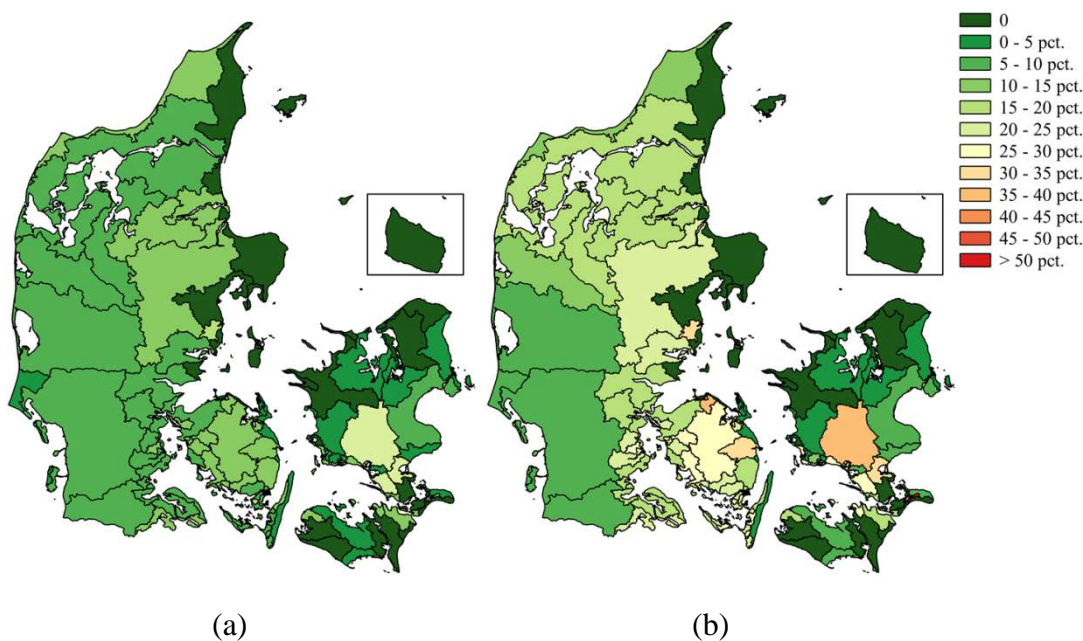 0
0 - 5 pct.
5 - 10 pct.
10 - 15 pct.
15 - 20 pct.
20 - 25 pct.
25 - 30 pct.
30 - 35 pct.
35 - 40 pct.
40 - 45 pct.
45 - 50 pct.
> 50 pct.
(a)
(b)